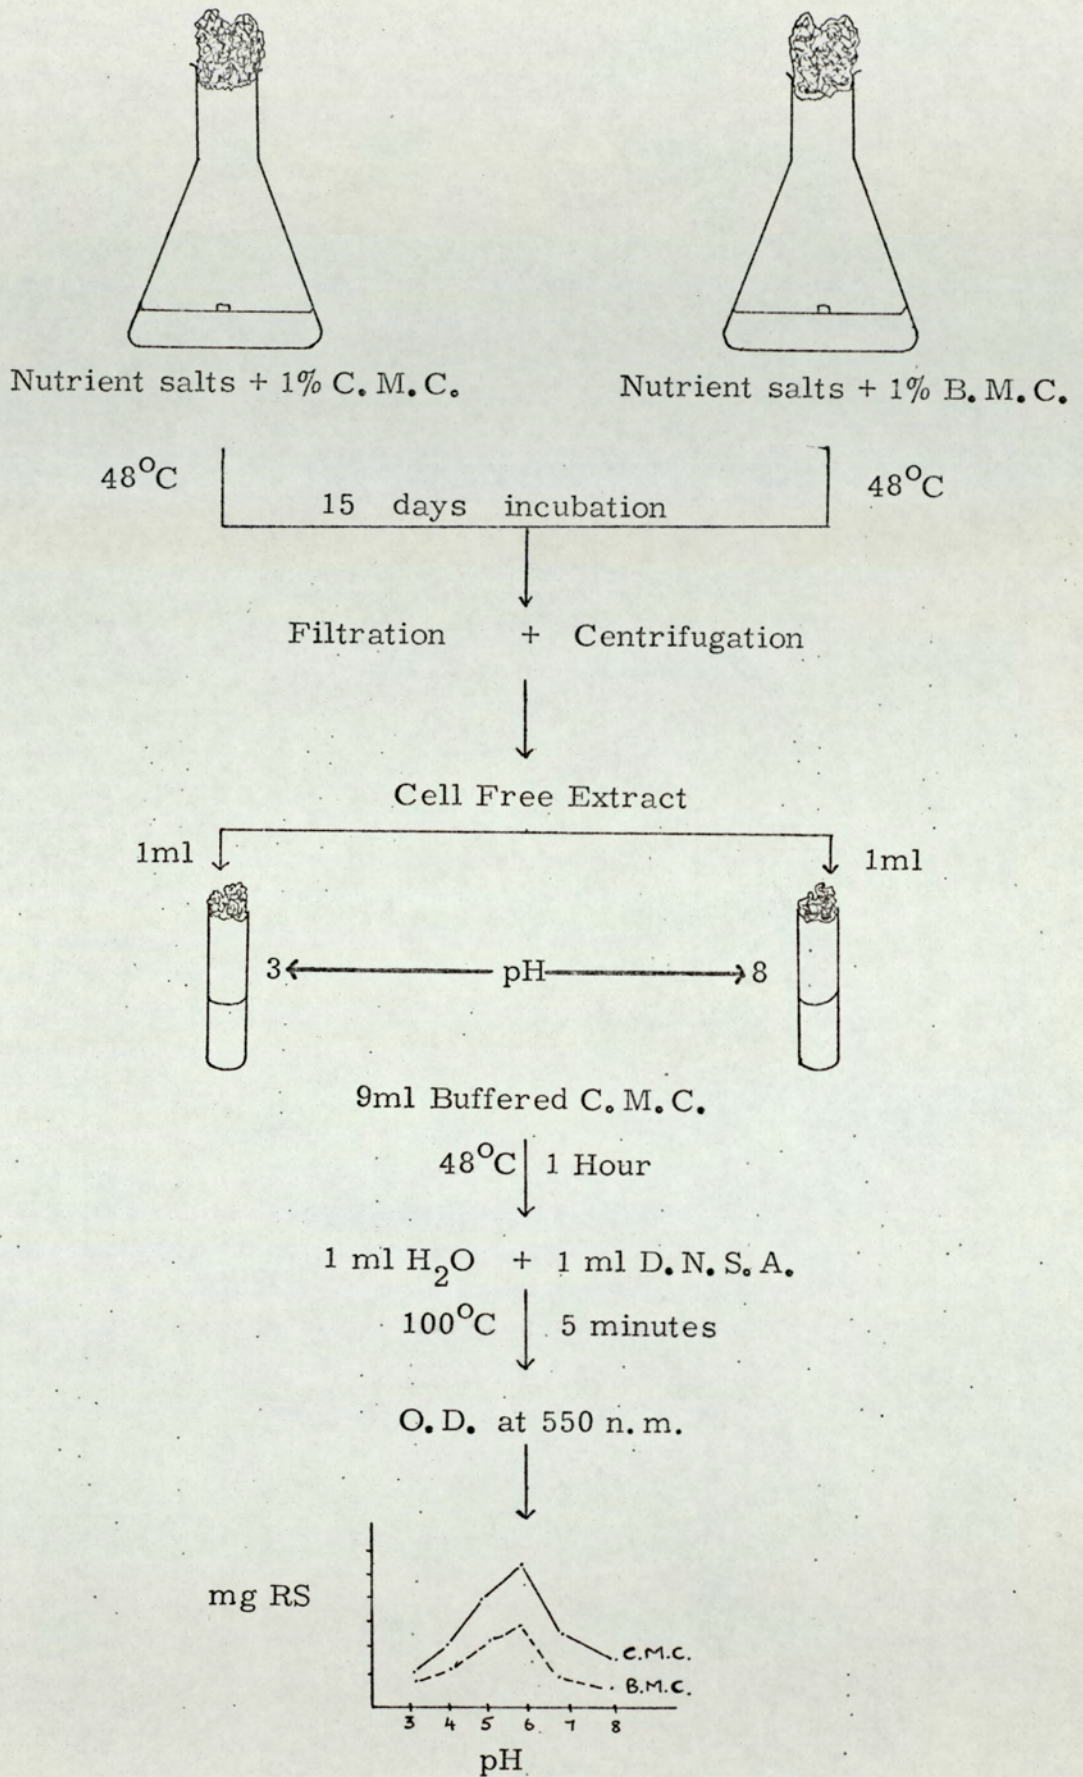 Nutrient salts + 1% C. M. C.
Nutrient salts + 1% B. M. C.
48°C
15 days incubation
48°C
Filtration + Centrifugation
Cell Free Extract
1ml
1ml
3 pH 8
9ml Buffered C. M. C.
48°C 1 Hour
1 ml H₂O + 1 ml D. N. S. A.
100°C 5 minutes
O. D. at 550 n. m.
mg RS
C.M.C.
B.M.C.
3 4 5 6 7 8
pH